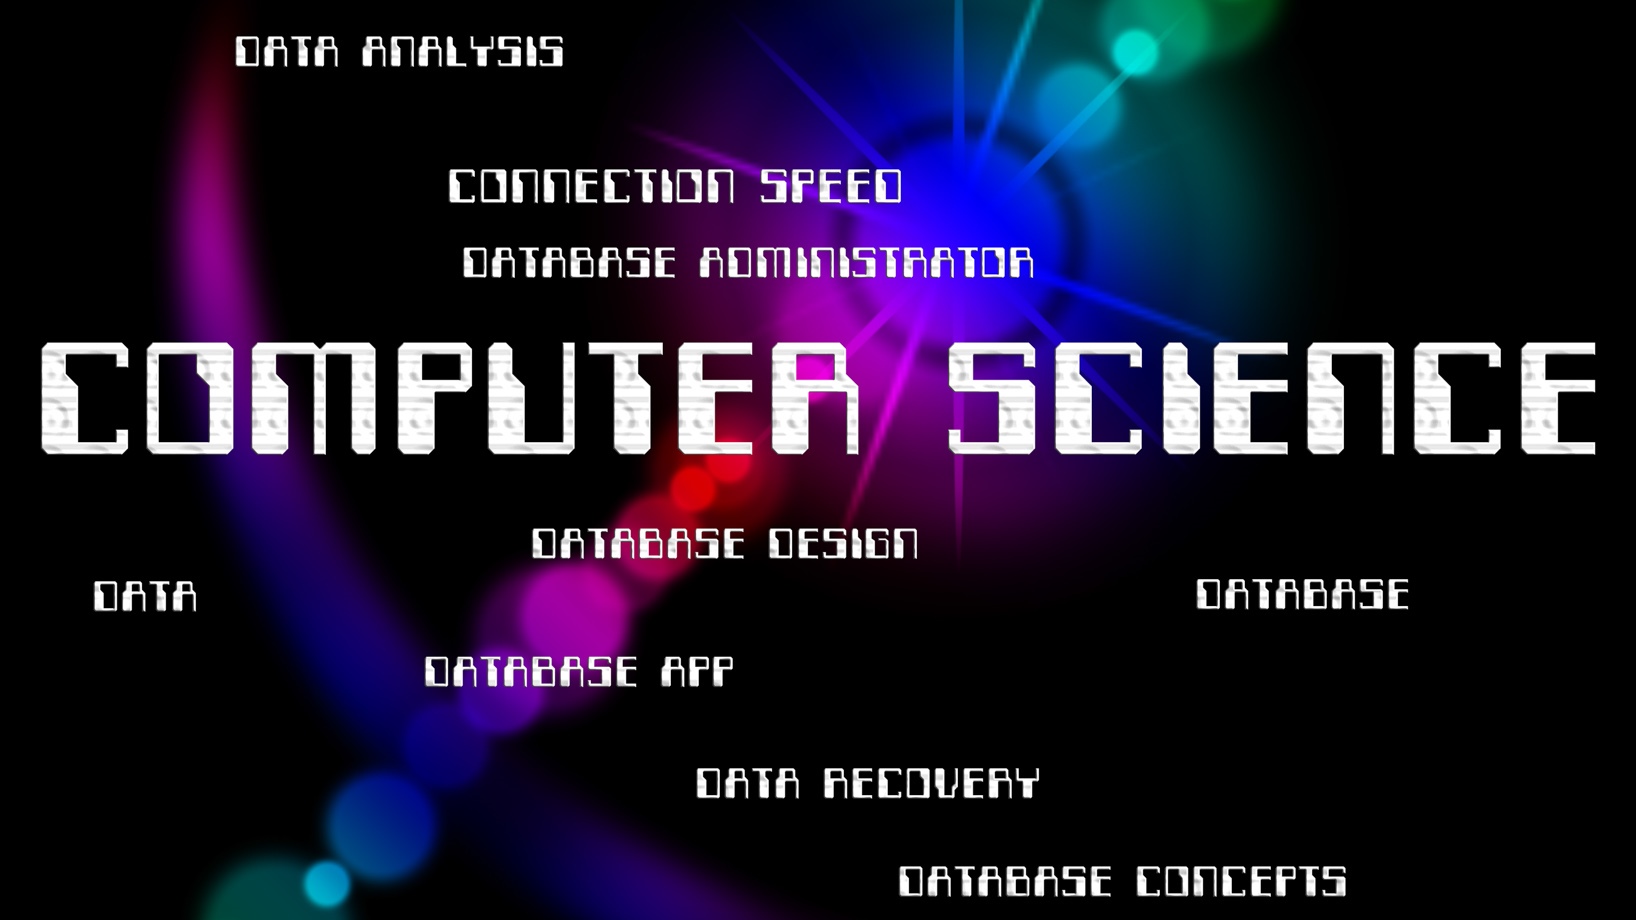 DATA ANALYSIS
CONNECTION SPEED
DATABASE ADMINISTRATOR
COMPUTER SCIENCE
DATABASE DESIGN
DATA
DATABASE
DATABASE APP
DATA RECOVERY
DATABASE CONCEPTS